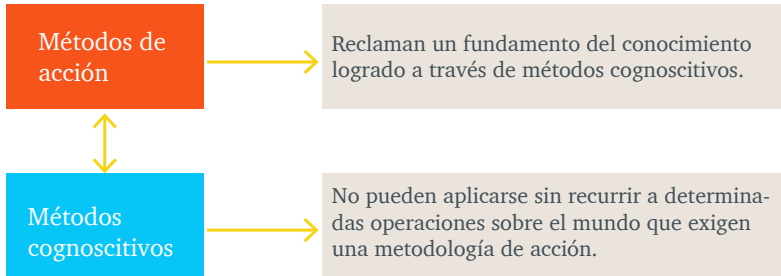 Métodos de
acción
Reclaman un fundamento del conocimiento
logrado a través de métodos cognoscitivos.
Métodos
cognoscitivos
No pueden aplicarse sin recurrir a determina-
das operaciones sobre el mundo que exigen
una metodología de acción.